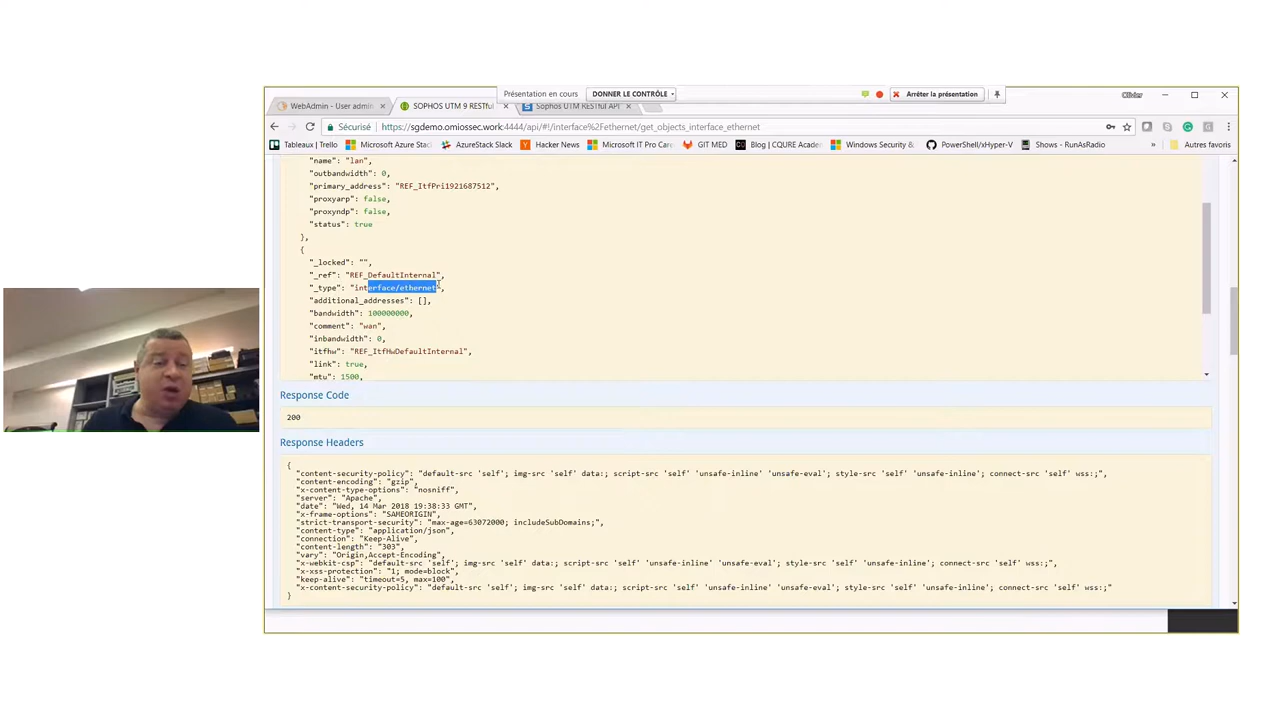 Présentation en cours DONNER LE CONTRÔLE Arrêter la présentation
WebAdmin - User admin SOPHOS UTM 9 RESTful Sophos UTM RESTful API Olivier
Sécurisé https://sgdemo.omiossec.work:4444/api/#!/interface%2Fethernet/get_objects_interface_ethernet
Tableaux | Trello Microsoft Azure Stac AzureStack Slack Hacker News Microsoft IT Pro Care GIT MED Blog | CQURE Acade Windows Security & PowerShell/xHyper-V Shows - RunAsRadio » Autres favoris
"name": "lan",
"outbandwidth": 0,
"primary_address": "REF_ItfPri1921687512",
"proxyarp": false,
"proxyndp": false,
"status": true
},
{
"_locked": "",
"_ref": "REF_DefaultInternal",
"_type": "interface/ethernet",
"additional_addresses": [],
"bandwidth": 100000000,
"comment": "wan",
"inbandwidth": 0,
"itfhw": "REF_ItfHwDefaultInternal",
"link": true,
"mtu": 1500,
Response Code
200
Response Headers
{
"content-security-policy": "default-src 'self'; img-src 'self' data:; script-src 'self' 'unsafe-inline' 'unsafe-eval'; style-src 'self' 'unsafe-inline'; connect-src 'self' wss:;",
"content-encoding": "gzip",
"x-content-type-options": "nosniff",
"server": "Apache",
"date": "Wed, 14 Mar 2018 19:38:33 GMT",
"x-frame-options": "SAMEORIGIN",
"strict-transport-security": "max-age=63072000; includeSubDomains;",
"content-type": "application/json",
"connection": "Keep-Alive",
"content-length": "303",
"vary": "Origin,Accept-Encoding",
"x-webkit-csp": "default-src 'self'; img-src 'self' data:; script-src 'self' 'unsafe-inline' 'unsafe-eval'; style-src 'self' 'unsafe-inline'; connect-src 'self' wss:;",
"x-xss-protection": "1; mode=block",
"keep-alive": "timeout=5, max=100",
"x-content-security-policy": "default-src 'self'; img-src 'self' data:; script-src 'self' 'unsafe-inline' 'unsafe-eval'; style-src 'self' 'unsafe-inline'; connect-src 'self' wss:;"
}